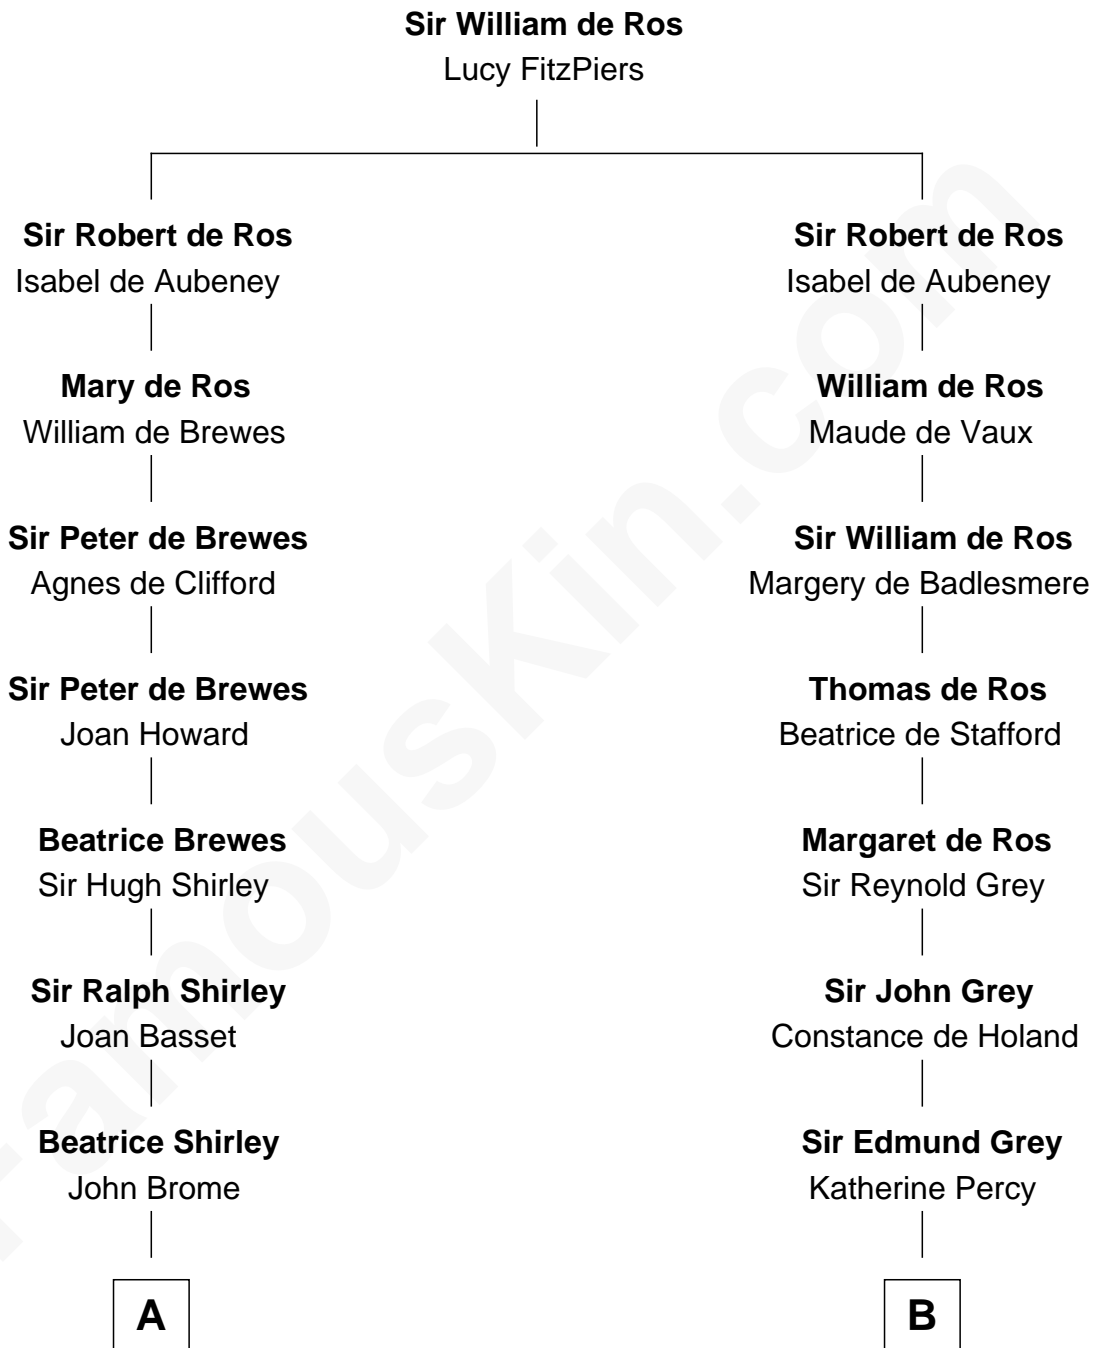 Sir William de Ros
Lucy FitzPiers
Sir Robert de Ros
Isabel de Aubeney
Sir Robert de Ros
Isabel de Aubeney
Mary de Ros
William de Brewes
William de Ros
Maude de Vaux
Sir Peter de Brewes
Agnes de Clifford
Sir William de Ros
Margery de Badlesmere
Sir Peter de Brewes
Joan Howard
Thomas de Ros
Beatrice de Stafford
Beatrice Brewes
Sir Hugh Shirley
Margaret de Ros
Sir Reynold Grey
Sir Ralph Shirley
Joan Basset
Sir John Grey
Constance de Holand
Beatrice Shirley
John Brome
Sir Edmund Grey
Katherine Percy
A
B
FamousKin.com